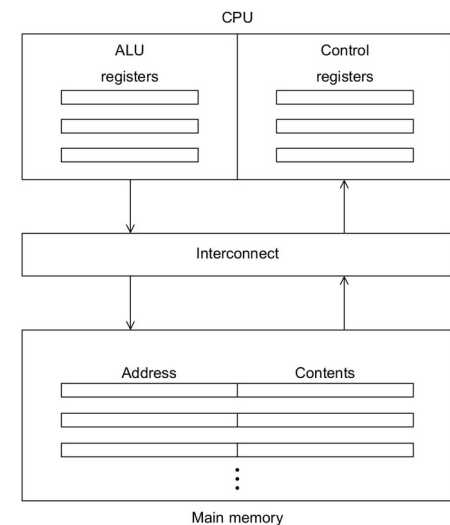 CPU
ALU
registers
Control
registers
Interconnect
Address Contents
Main memory